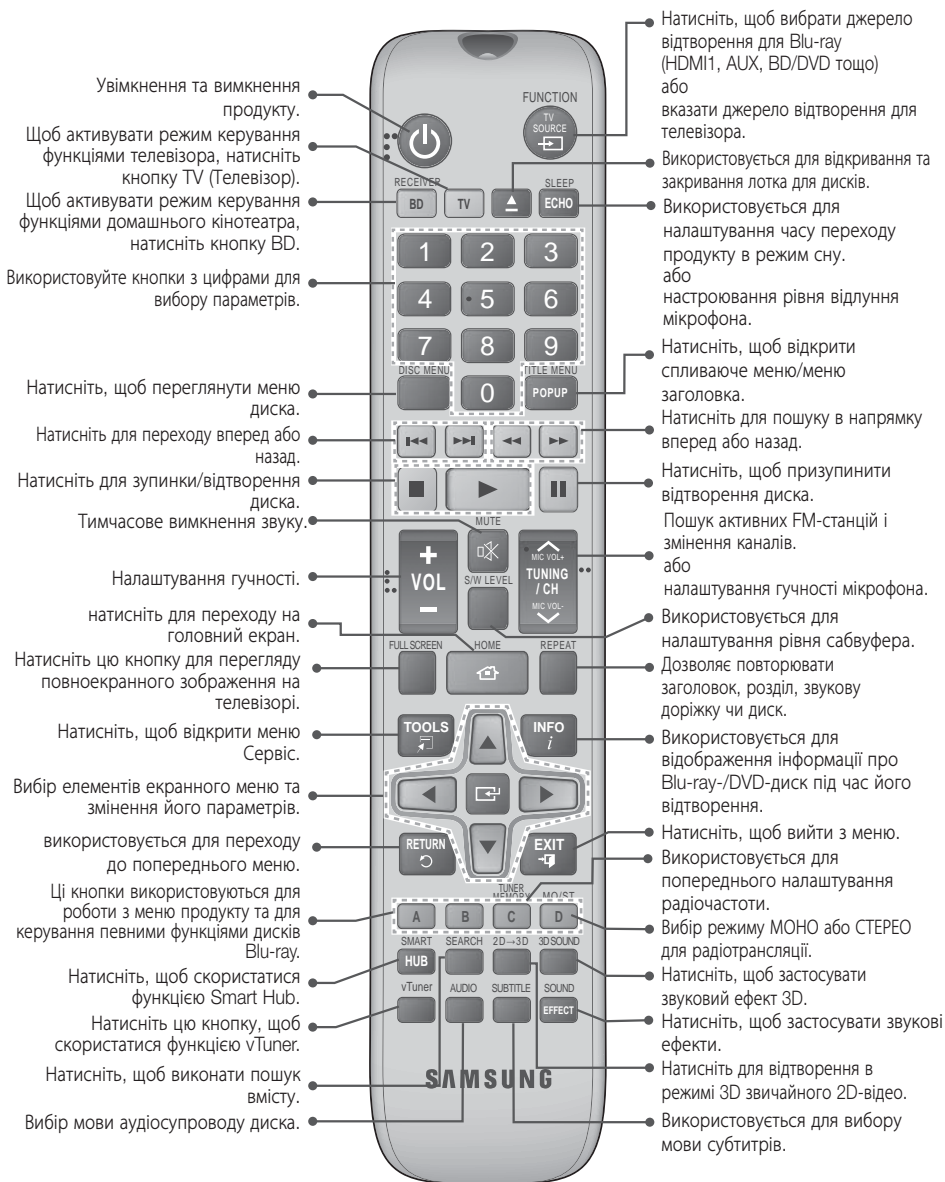 Увімкнення та вимкнення
продукту.
Щоб активувати режим керування
функціями телевізора, натисніть
кнопку TV (Телевізор).
Щоб активувати режим керування
функціями домашнього кінотеатра,
натисніть кнопку BD.
Використовуйте кнопки з цифрами для
вибору параметрів.
Натисніть, щоб переглянути меню
диска.
Натисніть для переходу вперед або
назад.
Натисніть для зупинки/відтворення
диска.
Тимчасове вимкнення звуку.
Налаштування гучності.
натисніть для переходу на
головний екран.
Натисніть цю кнопку для перегляду
повноекранного зображення на
телевізорі.
Натисніть, щоб відкрити меню
Сервіс.
Вибір елементів екранного меню та
змінення його параметрів.
використовується для переходу
до попереднього меню.
Ці кнопки використовуються для
роботи з меню продукту та для
керування певними функціями дисків
Blu-ray.
Натисніть, щоб скористатися
функцією Smart Hub.
Натисніть цю кнопку, щоб
скористатися функцією vTuner.
Натисніть, щоб виконати пошук
вмісту.
Вибір мови аудіосупроводу диска.
FUNCTION
TV
SOURCE
RECEIVER
SLEEP
BD
TV
ECHO
1 2 3
4 5 6
7 8 9
DISC MENU
TITLE MENU
0
POPUP
MUTE
VOL
MIC VOL+
TUNING
/ CH
MIC VOL-
S/W LEVEL
FULL SCREEN
HOME
REPEAT
TOOLS
INFO
i
RETURN
EXIT
TUNER
MEMORY
MO/ST
A B C D
SMART
SEARCH
2D→3D
3D SOUND
HUB
vTuner
AUDIO
SUBTITLE
SOUND
EFFECT
SAMSUNG
Натисніть, щоб вибрати джерело
відтворення для Blu-ray
(HDMI1, AUX, BD/DVD тощо)
або
вказати джерело відтворення для
телевізора.
Використовується для відкривання та
закривання лотка для дисків.
Використовується для
налаштування часу переходу
продукту в режим сну.
або
настроювання рівня відлуння
мікрофона.
Натисніть, щоб відкрити
спливаюче меню/меню
заголовка.
Натисніть для пошуку в напрямку
вперед або назад.
Натисніть, щоб призупинити
відтворення диска.
Пошук активних FM-станцій і
змінення каналів.
або
налаштування гучності мікрофона.
Використовується для
налаштування рівня сабвуфера.
Дозволяє повторювати
заголовок, розділ, звукову
доріжку чи диск.
Використовується для
відображення інформації про
Blu-ray-/DVD-диск під час його
відтворення.
Натисніть, щоб вийти з меню.
Використовується для
попереднього налаштування
радіочастоти.
Вибір режиму МОНО або СТЕРЕО
для радіотрансляції.
Натисніть, щоб застосувати
звуковий ефект 3D.
Натисніть, щоб застосувати звукові
ефекти.
Натисніть для відтворення в
режимі 3D звичайного 2D-відео.
Використовується для вибору
мови субтитрів.